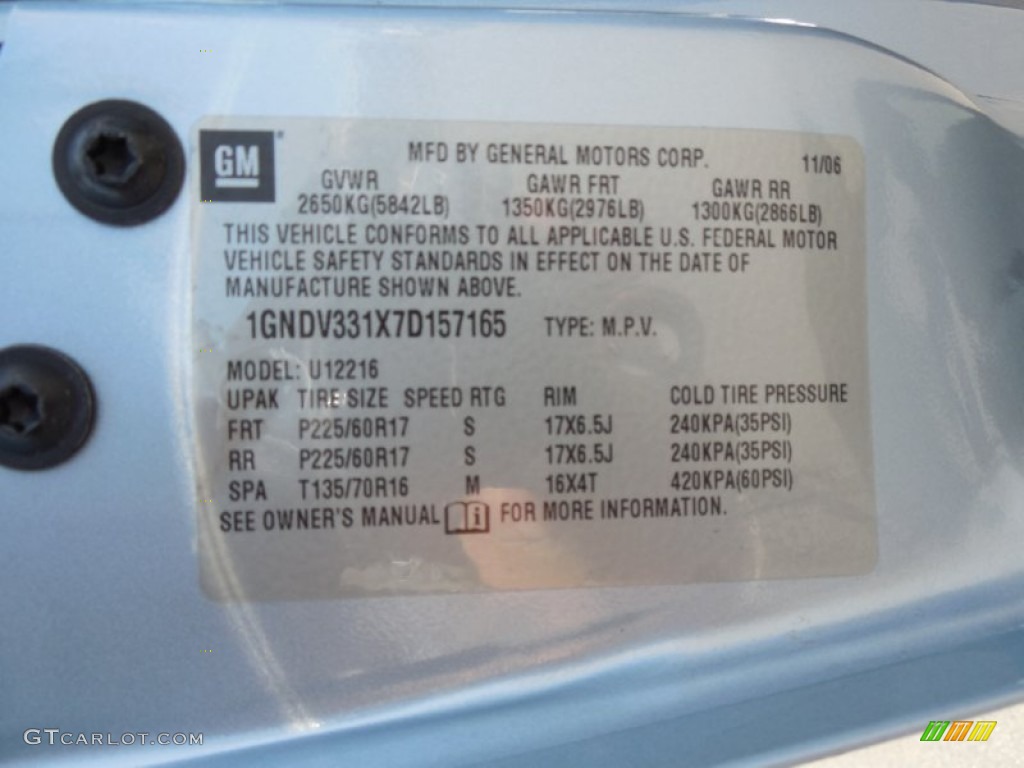 GM
MFD BY GENERAL MOTORS CORP. 11/06
GVWR GAWR FRT GAWR RR
2650KG(5842LB) 1350KG(2976LB) 1300KG(2866LB)
THIS VEHICLE CONFORMS TO ALL APPLICABLE U.S. FEDERAL MOTOR
VEHICLE SAFETY STANDARDS IN EFFECT ON THE DATE OF
MANUFACTURE SHOWN ABOVE.
1GNDV331X7D157165 TYPE: M.P.V.
MODEL: U12216
UPAK TIRE SIZE SPEED RTG RIM COLD TIRE PRESSURE
FRT P225/60R17 S 17X6.5J 240KPA(35PSI)
RR P225/60R17 S 17X6.5J 240KPA(35PSI)
SPA T135/70R16 M 16X4T 420KPA(60PSI)
SEE OWNER'S MANUAL i FOR MORE INFORMATION.
GTCARLOT.COM